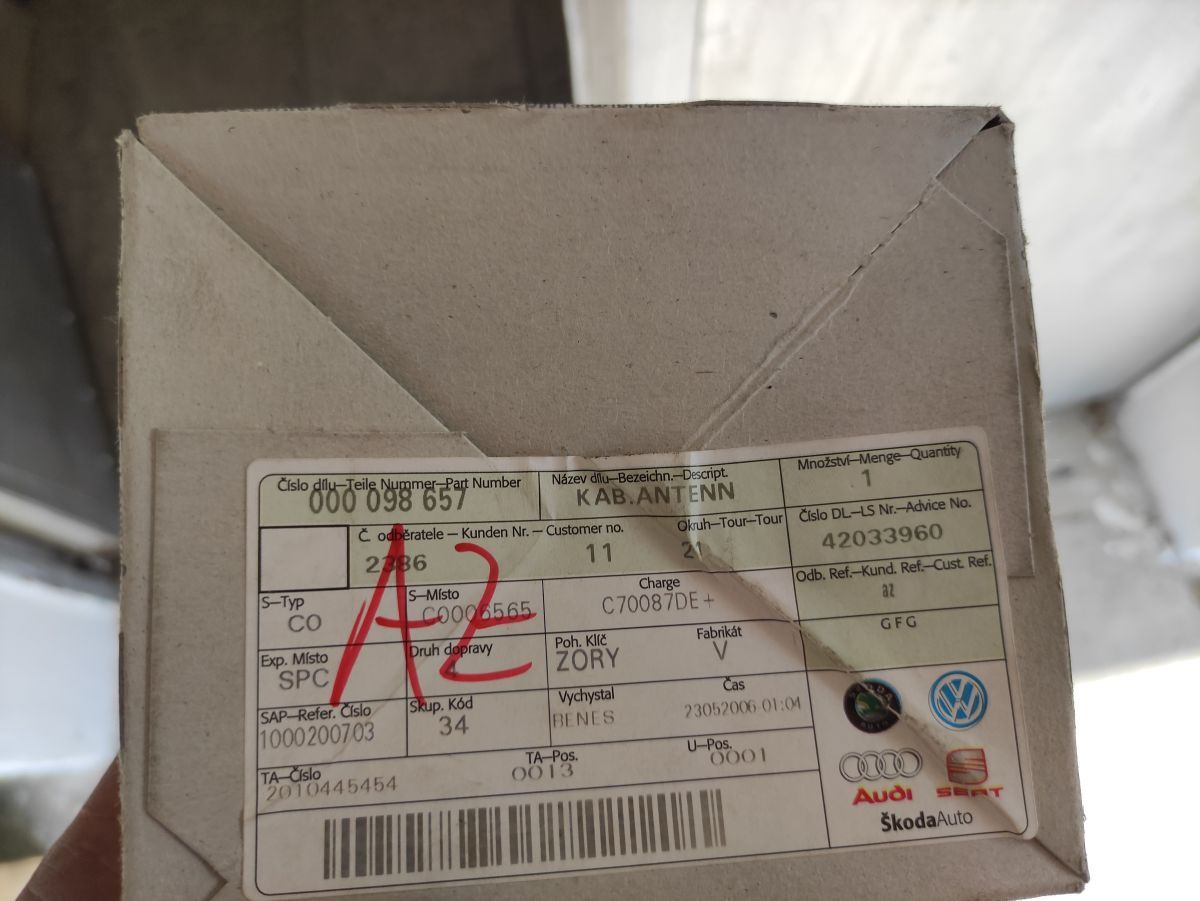 Číslo dílu–Teile Nummer–Part Number
000 098 657
Název dílu–Bezeichn.–Descript.
KAB.ANTENN
Množství–Menge–Quantity
1
Č. odběratele – Kunden Nr. – Customer no.
2386 11
Okruh–Tour–Tour
21
Číslo DL–LS Nr.–Advice No.
42033960
S–Typ
CO
S–Místo
C0006565
Charge
C70087DE+
Odb. Ref.–Kund. Ref.–Cust. Ref.
az
GFG
AZ
Exp. Místo
SPC
Druh dopravy
4
Poh. Klíč
ZORY
Fabrikát
V
SAP–Refer. Číslo
1000200703
Skup. Kód
34
Vychystal
BENES
Čas
23052006 01:04
TA–Číslo
2010445454
TA–Pos.
0013
U–Pos.
0001
SKODA
AUTO
Audi
SEAT
ŠkodaAuto